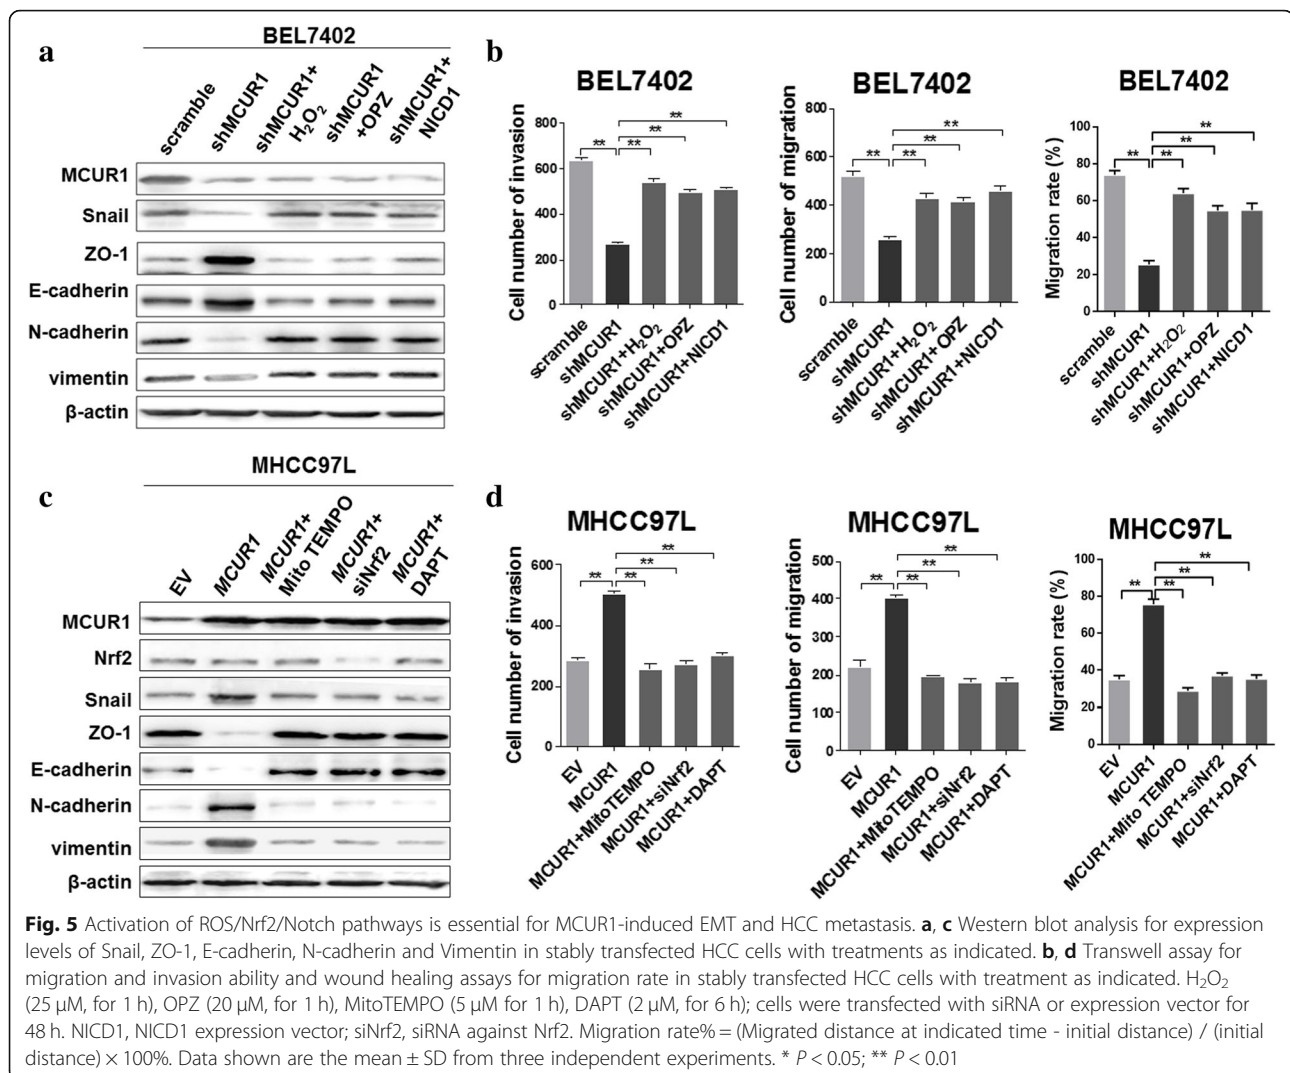 a
BEL7402
scramble
shMCUR1
shMCUR1+
H₂O₂
shMCUR1
+OPZ
shMCUR1+
NICD1
MCUR1
Snail
ZO-1
E-cadherin
N-cadherin
vimentin
β-actin
b
BEL7402
Cell number of invasion
800
600
400
200
0
** ** ** **
scramble
shMCUR1
shMCUR1+H₂O₂
shMCUR1+OPZ
shMCUR1+NICD1
BEL7402
Cell number of migration
800
600
400
200
0
** ** ** **
scramble
shMCUR1
shMCUR1+H₂O₂
shMCUR1+OPZ
shMCUR1+NICD1
BEL7402
Migration rate (%)
100
80
60
40
20
0
** ** ** **
scramble
shMCUR1
shMCUR1+H₂O₂
shMCUR1+OPZ
shMCUR1+NICD1
c
MHCC97L
EV
MCUR1
MCUR1+
Mito TEMPO
MCUR1+
siNrf2
MCUR1+
DAPT
MCUR1
Nrf2
Snail
ZO-1
E-cadherin
N-cadherin
vimentin
β-actin
d
MHCC97L
Cell number of invasion
600
400
200
0
** ** ** **
EV
MCUR1
MCUR1+MitoTEMPO
MCUR1+siNrf2
MCUR1+DAPT
MHCC97L
Cell number of migration
500
400
300
200
100
0
** ** ** **
EV
MCUR1
MCUR1+MitoTEMPO
MCUR1+siNrf2
MCUR1+DAPT
MHCC97L
Migration rate (%)
100
80
60
40
20
0
** ** ** **
EV
MCUR1
MCUR1+Mito TEMPO
MCUR1+siNrf2
MCUR1+DAPT
Fig. 5 Activation of ROS/Nrf2/Notch pathways is essential for MCUR1-induced EMT and HCC metastasis. a, c Western blot analysis for expression
levels of Snail, ZO-1, E-cadherin, N-cadherin and Vimentin in stably transfected HCC cells with treatments as indicated. b, d Transwell assay for
migration and invasion ability and wound healing assays for migration rate in stably transfected HCC cells with treatment as indicated. H₂O₂
(25 μM, for 1 h), OPZ (20 μM, for 1 h), MitoTEMPO (5 μM for 1 h), DAPT (2 μM, for 6 h); cells were transfected with siRNA or expression vector for
48 h. NICD1, NICD1 expression vector; siNrf2, siRNA against Nrf2. Migration rate% = (Migrated distance at indicated time - initial distance) / (initial
distance) × 100%. Data shown are the mean ± SD from three independent experiments. * P < 0.05; ** P < 0.01